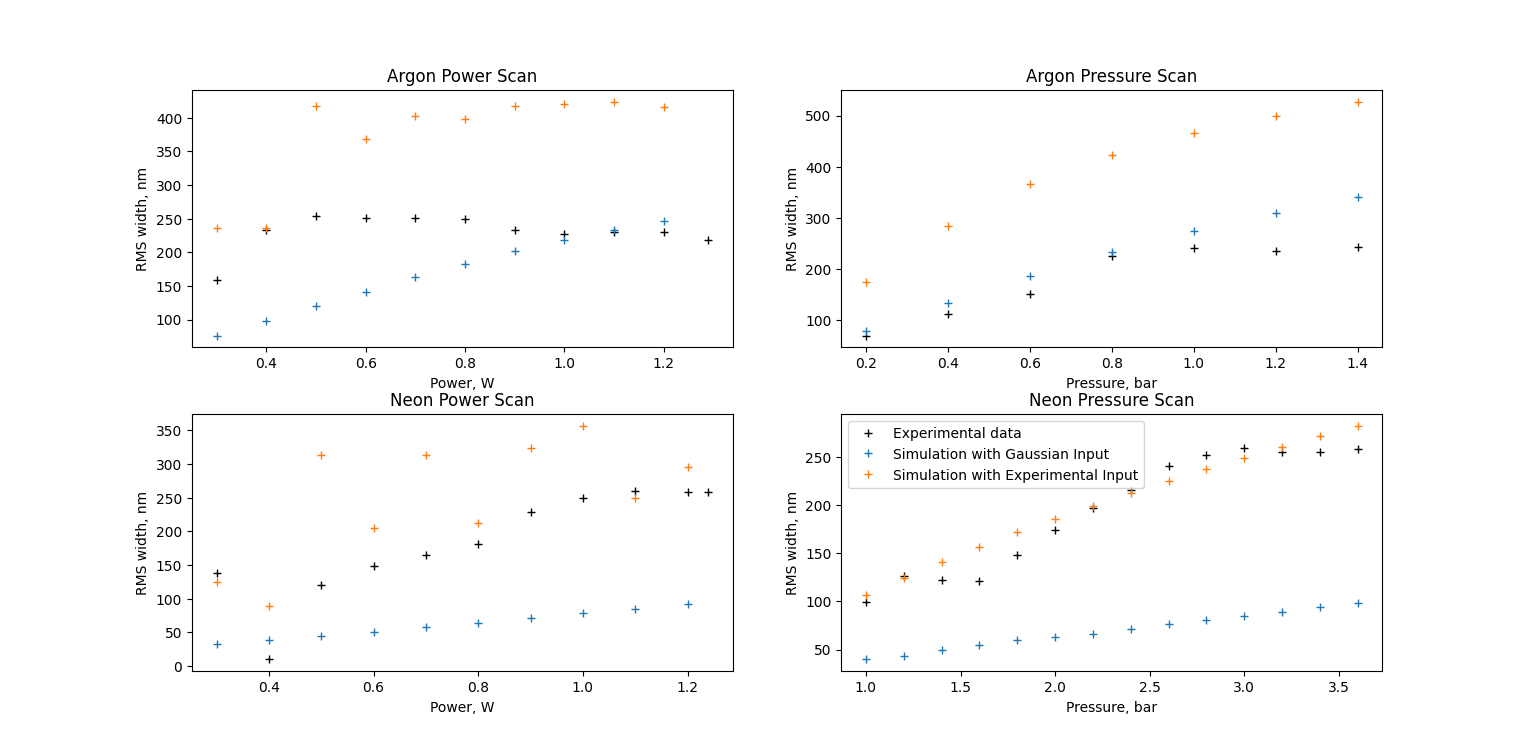 Argon Power Scan
RMS width, nm
400
350
300
250
200
150
100
0.4 0.6 0.8 1.0 1.2
Power, W
Argon Pressure Scan
RMS width, nm
500
400
300
200
100
0.2 0.4 0.6 0.8 1.0 1.2 1.4
Pressure, bar
Neon Power Scan
RMS width, nm
350
300
250
200
150
100
50
0
0.4 0.6 0.8 1.0 1.2
Power, W
Neon Pressure Scan
Experimental data
Simulation with Gaussian Input
Simulation with Experimental Input
RMS width, nm
250
200
150
100
50
1.0 1.5 2.0 2.5 3.0 3.5
Pressure, bar